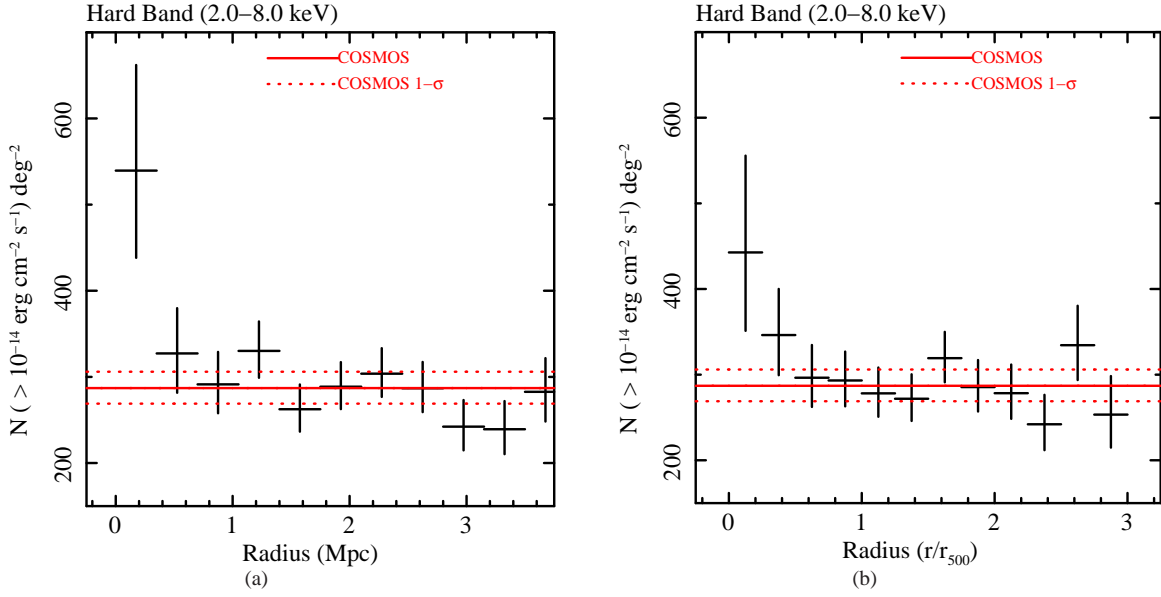 Hard Band (2.0–8.0 keV)
COSMOS
COSMOS 1–σ
N ( > 10⁻¹⁴ erg cm⁻² s⁻¹) deg⁻²
600
400
200
0 1 2 3
Radius (Mpc)
(a)
Hard Band (2.0–8.0 keV)
COSMOS
COSMOS 1–σ
N ( > 10⁻¹⁴ erg cm⁻² s⁻¹) deg⁻²
600
400
200
0 1 2 3
Radius (r/r₅₀₀)
(b)